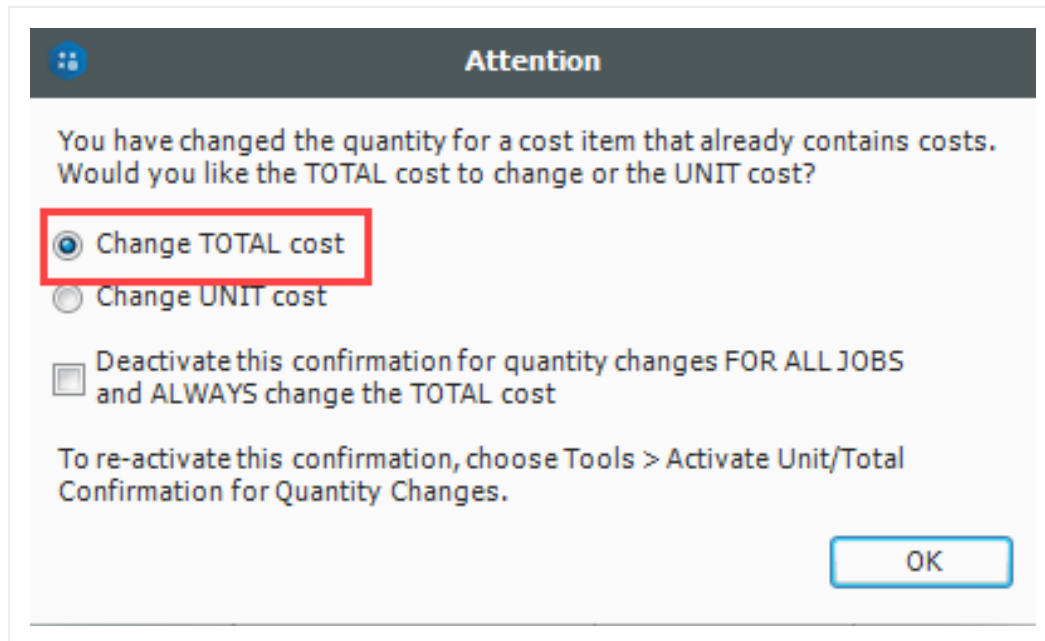 Attention
You have changed the quantity for a cost item that already contains costs.
Would you like the TOTAL cost to change or the UNIT cost?
Change TOTAL cost
Change UNIT cost
Deactivate this confirmation for quantity changes FOR ALL JOBS
and ALWAYS change the TOTAL cost
To re-activate this confirmation, choose Tools > Activate Unit/Total
Confirmation for Quantity Changes.
OK